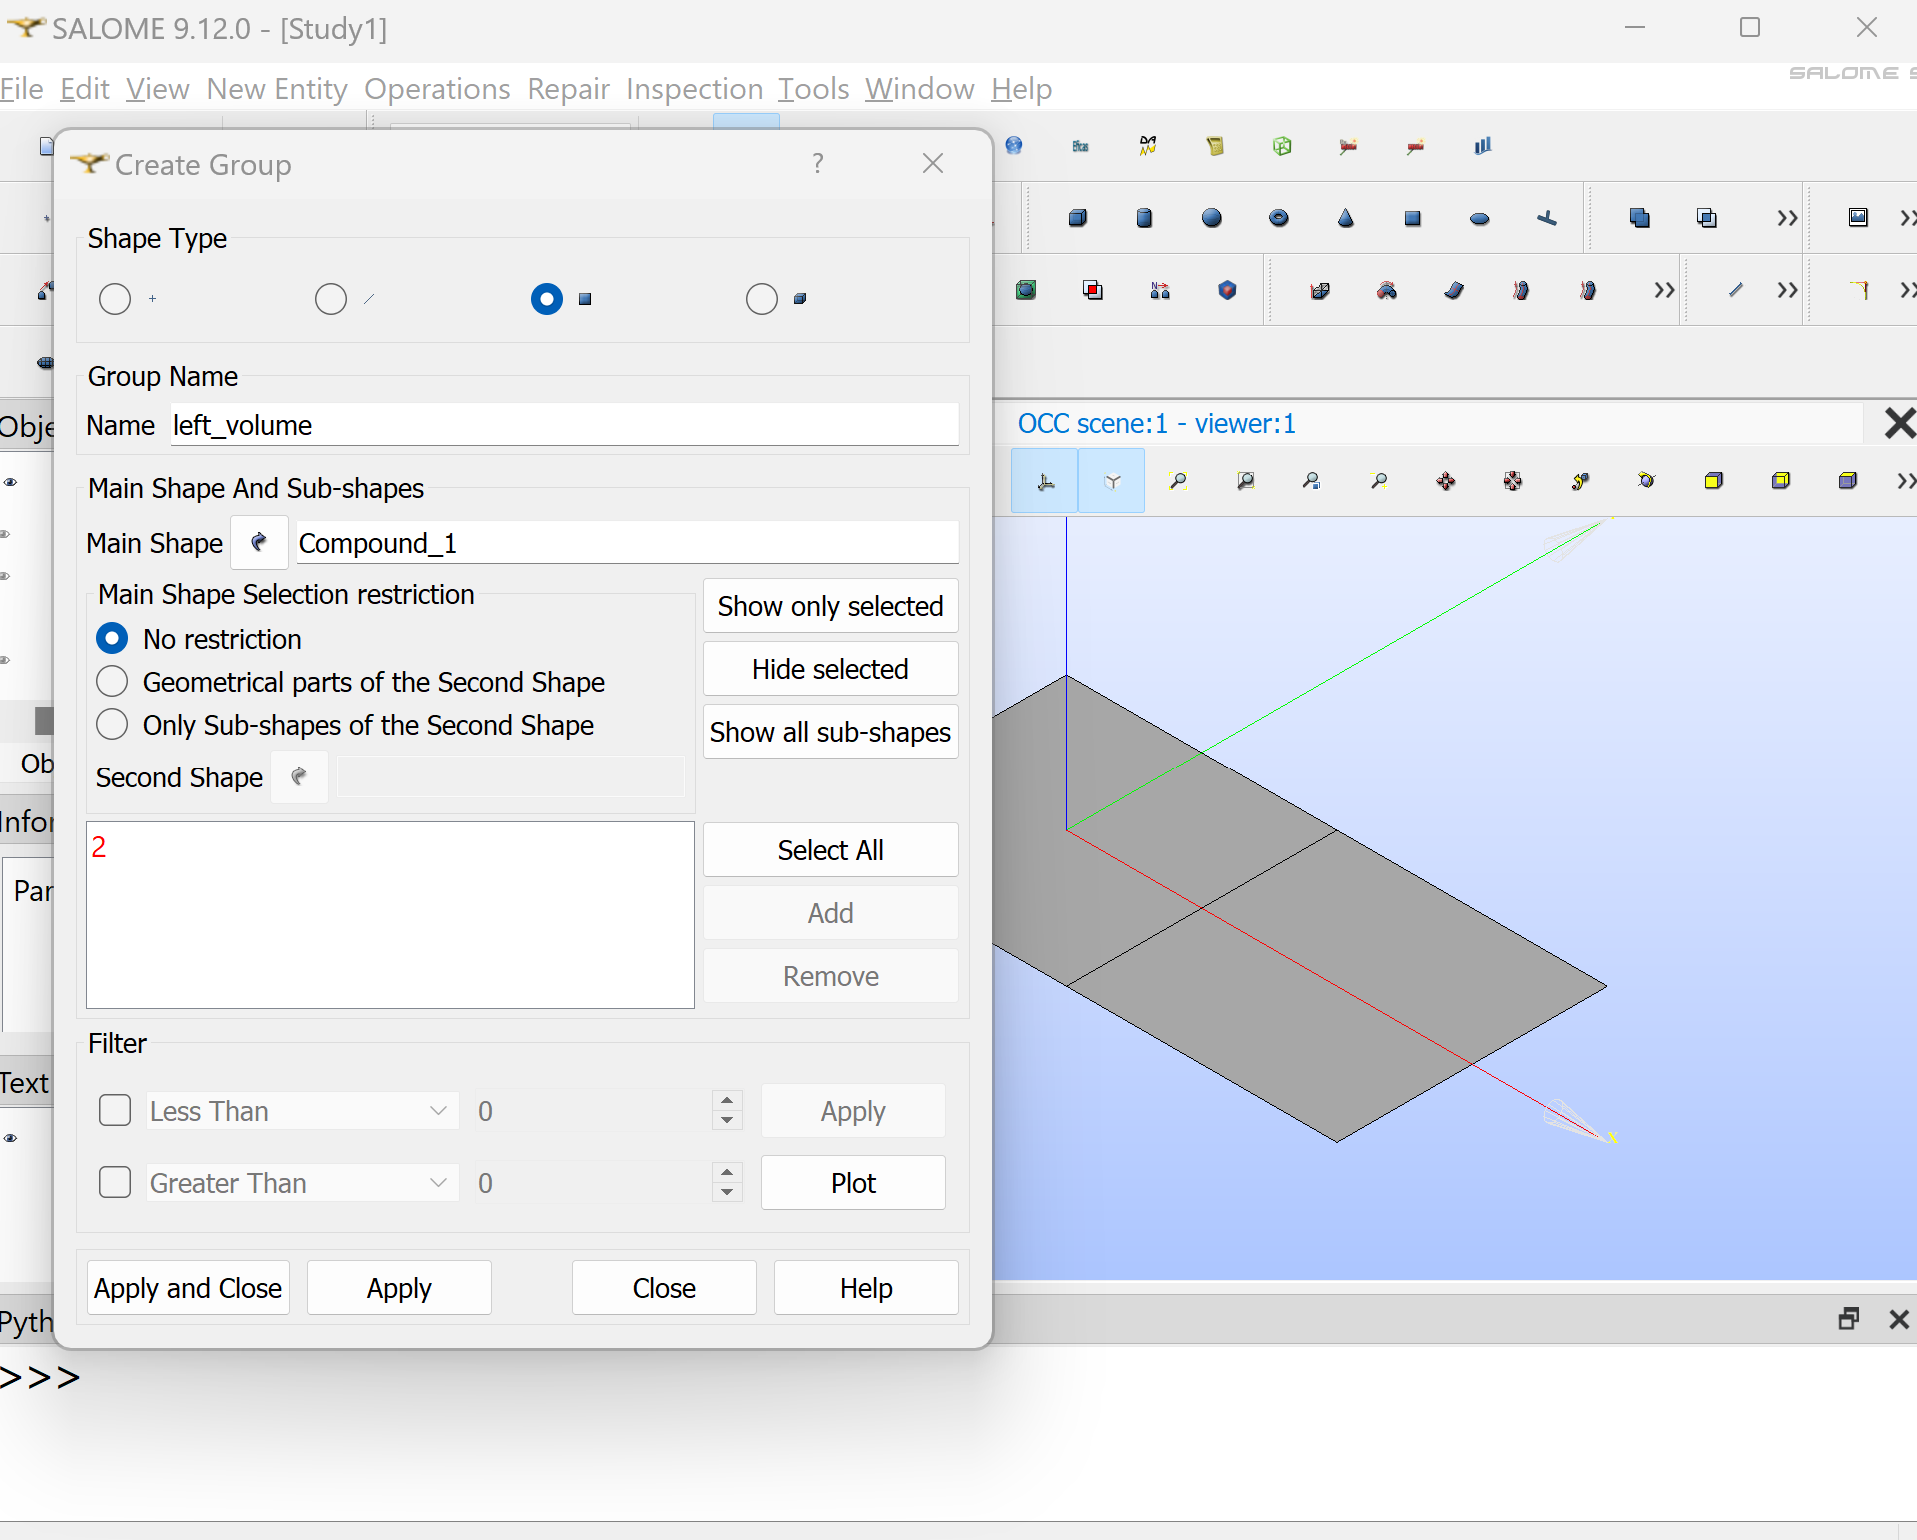 SALOME 9.12.0 - [Study1]
File Edit View New Entity Operations Repair Inspection Tools Window Help
SALOME
Create Group ?
Eficas
Shape Type
Group Name
Name left_volume
Obje
OCC scene:1 - viewer:1
Main Shape And Sub-shapes
Main Shape Compound_1
Main Shape Selection restriction
Show only selected
No restriction
Hide selected
Geometrical parts of the Second Shape
Only Sub-shapes of the Second Shape
Show all sub-shapes
Ob
Second Shape
Infor
2
Select All
Par
Add
Remove
Filter
Text
Less Than 0 Apply
X
Greater Than 0 Plot
Apply and Close Apply Close Help
Pyth
>>>